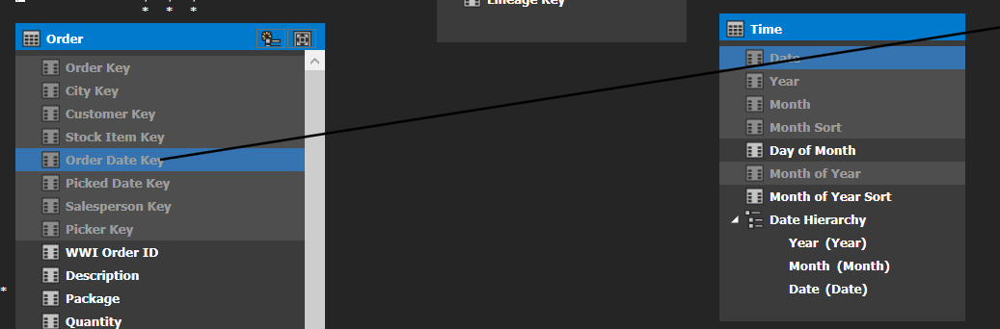 * * *
Lineage Key
Order
Order Key
City Key
Customer Key
Stock Item Key
Order Date Key
Picked Date Key
Salesperson Key
Picker Key
WWI Order ID
Description
* Package
Quantity
Time
Date
Year
Month
Month Sort
Day of Month
Month of Year
Month of Year Sort
Date Hierarchy
Year (Year)
Month (Month)
Date (Date)